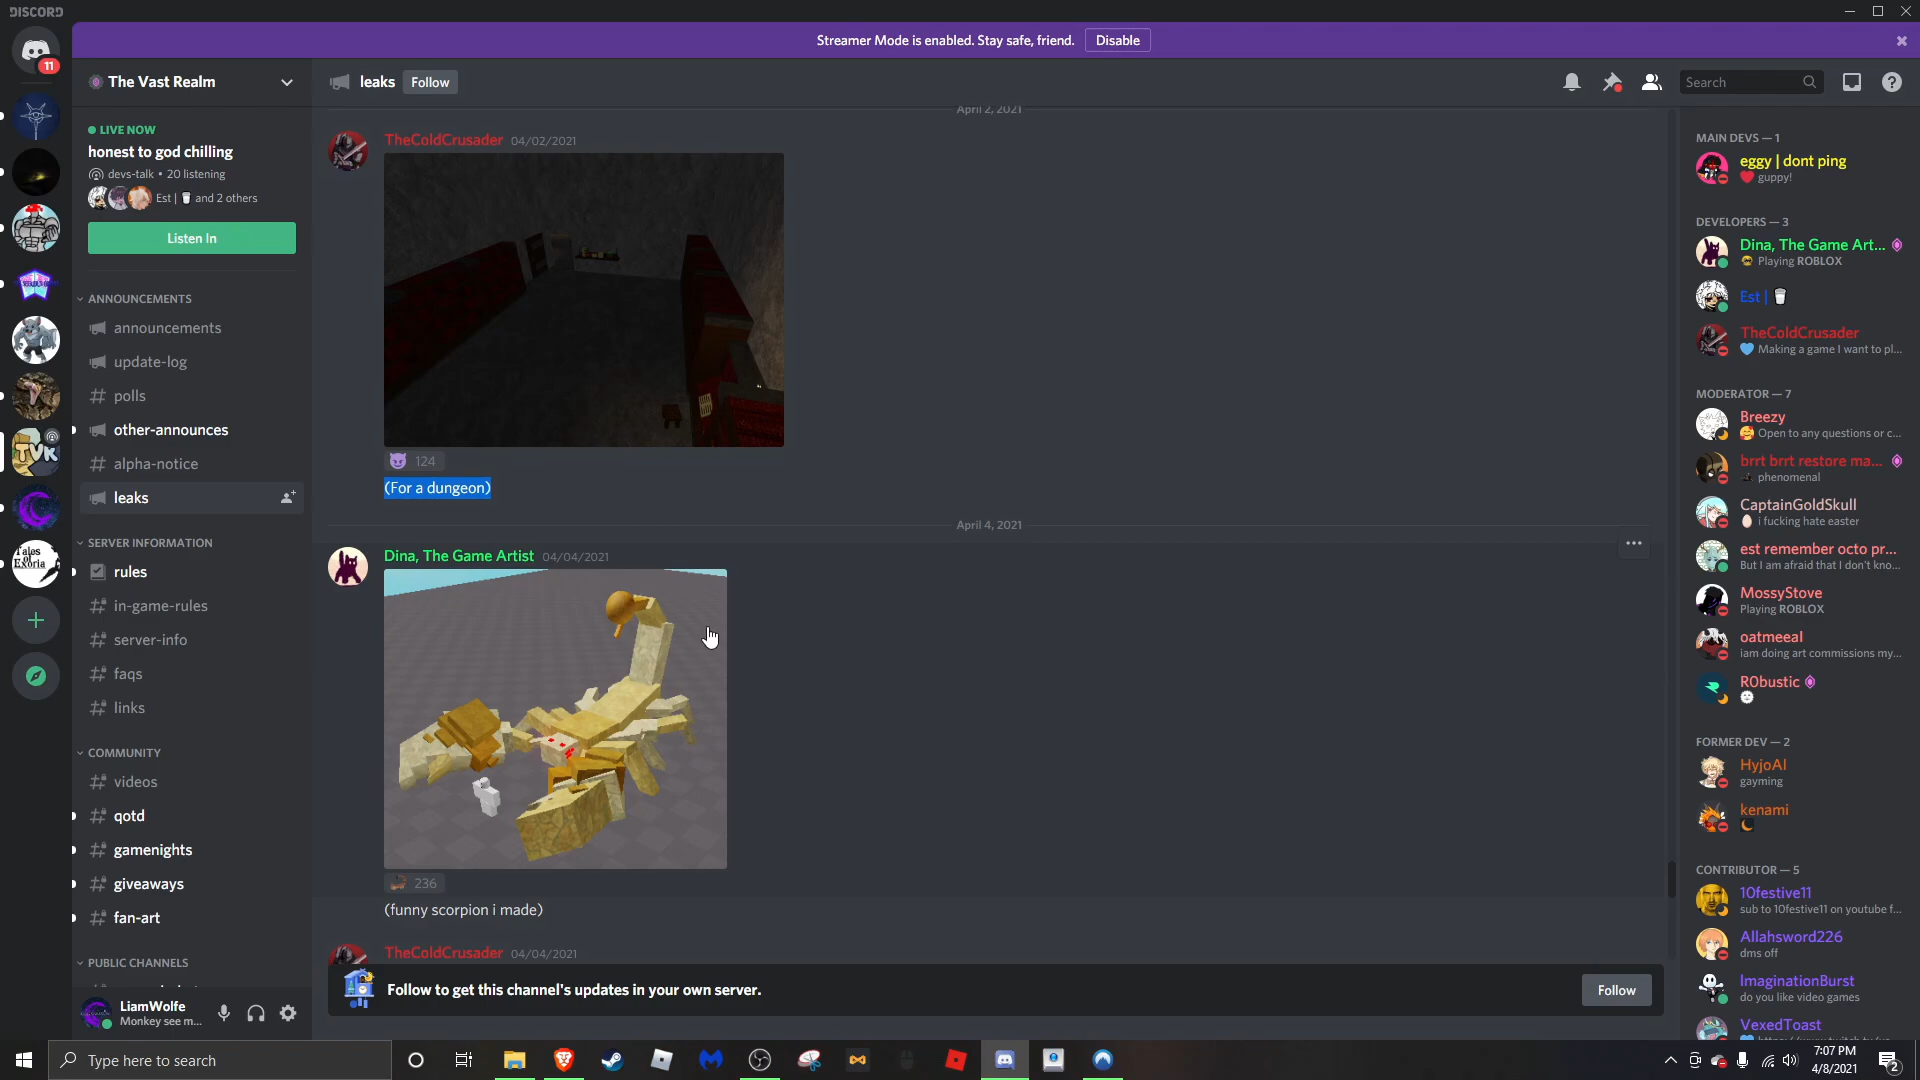 DISCORD
Streamer Mode is enabled. Stay safe, friend.
Disable
11
The Vast Realm
LIVE NOW
honest to god chilling
devs-talk • 20 listening
Est | and 2 others
Listen In
ANNOUNCEMENTS
announcements
update-log
polls
other-announces
alpha-notice
leaks
SERVER INFORMATION
rules
in-game-rules
server-info
faqs
links
COMMUNITY
videos
qotd
gamenights
giveaways
fan-art
PUBLIC CHANNELS
LiamWolfe
Monkey see m...
TVK
Tales of Exoria
leaks
Follow
Search
April 2, 2021
TheColdCrusader 04/02/2021
124
(For a dungeon)
April 4, 2021
Dina, The Game Artist 04/04/2021
236
(funny scorpion i made)
TheColdCrusader 04/04/2021
Follow to get this channel's updates in your own server.
Follow
MAIN DEVS — 1
eggy | dont ping
guppy!
DEVELOPERS — 3
Dina, The Game Art...
Playing ROBLOX
Est |
TheColdCrusader
Making a game I want to pl...
MODERATOR — 7
Breezy
Open to any questions or c...
brrt brrt restore ma...
phenomenal
CaptainGoldSkull
i fucking hate easter
est remember octo pr...
But I am afraid that I don't kno...
MossyStove
Playing ROBLOX
oatmeeal
iam doing art commissions my...
R0bustic
FORMER DEV — 2
HyjoAI
gayming
kenami
CONTRIBUTOR — 5
10festive11
sub to 10festive11 on youtube f...
Allahsword226
dms off
ImaginationBurst
do you like video games
VexedToast
Type here to search
7:07 PM
4/8/2021
2